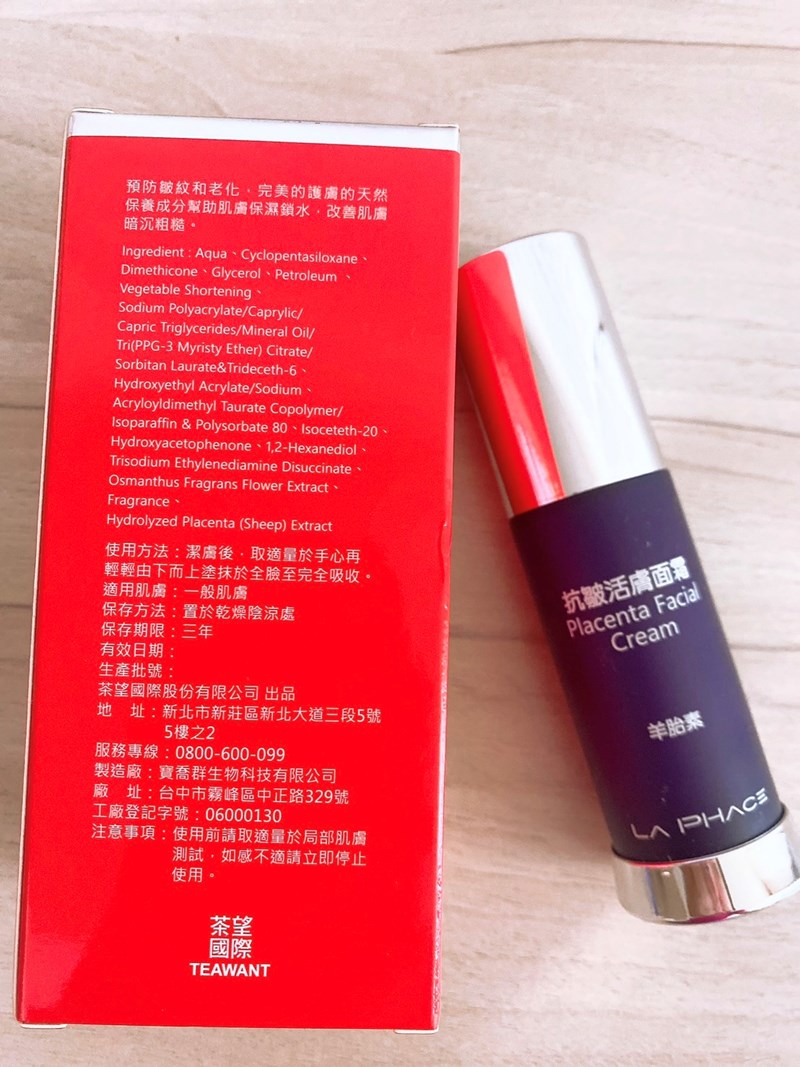 預防皺紋和老化，完美的護膚的天然
保養成分幫助肌膚保濕鎖水，改善肌膚
暗沉粗糙。
Ingredient : Aqua、Cyclopentasiloxane、
Dimethicone、Glycerol、Petroleum 、
Vegetable Shortening、
Sodium Polyacrylate/Caprylic/
Capric Triglycerides/Mineral Oil/
Tri(PPG-3 Myristy Ether) Citrate/
Sorbitan Laurate&Trideceth-6、
Hydroxyethyl Acrylate/Sodium、
Acryloyldimethyl Taurate Copolymer/
Isoparaffin & Polysorbate 80、Isoceteth-20、
Hydroxyacetophenone、1,2-Hexanediol、
Trisodium Ethylenediamine Disuccinate、
Osmanthus Fragrans Flower Extract、
Fragrance、
Hydrolyzed Placenta (Sheep) Extract
使用方法：潔膚後，取適量於手心再
輕輕由下而上塗抹於全臉至完全吸收。
適用肌膚：一般肌膚
保存方法：置於乾燥陰涼處
保存期限：三年
有效日期：
生產批號：
茶望國際股份有限公司 出品
地　址：新北市新莊區新北大道三段5號
5樓之2
服務專線：0800-600-099
製造廠：寶喬群生物科技有限公司
廠　址：台中市霧峰區中正路329號
工廠登記字號：06000130
注意事項：使用前請取適量於局部肌膚
測試，如感不適請立即停止
使用。
茶望
國際
TEAWANT
抗皺活膚面霜
Placenta Facial
Cream
羊胎素
LA PHACE